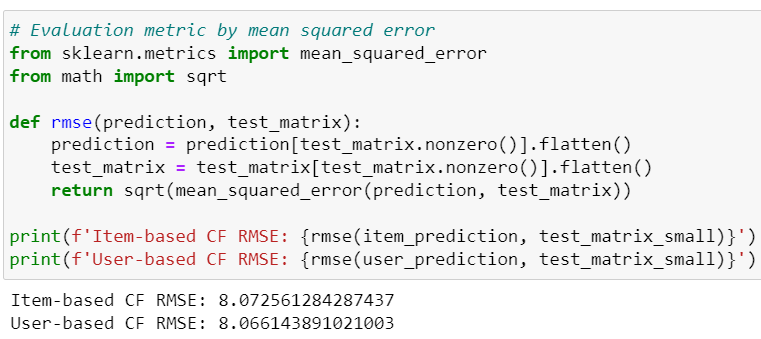 # Evaluation metric by mean squared error
from sklearn.metrics import mean_squared_error
from math import sqrt
def rmse(prediction, test_matrix):
    prediction = prediction[test_matrix.nonzero()].flatten()
    test_matrix = test_matrix[test_matrix.nonzero()].flatten()
    return sqrt(mean_squared_error(prediction, test_matrix))
print(f'Item-based CF RMSE: {rmse(item_prediction, test_matrix_small)}')
print(f'User-based CF RMSE: {rmse(user_prediction, test_matrix_small)}')
Item-based CF RMSE: 8.072561284287437
User-based CF RMSE: 8.066143891021003